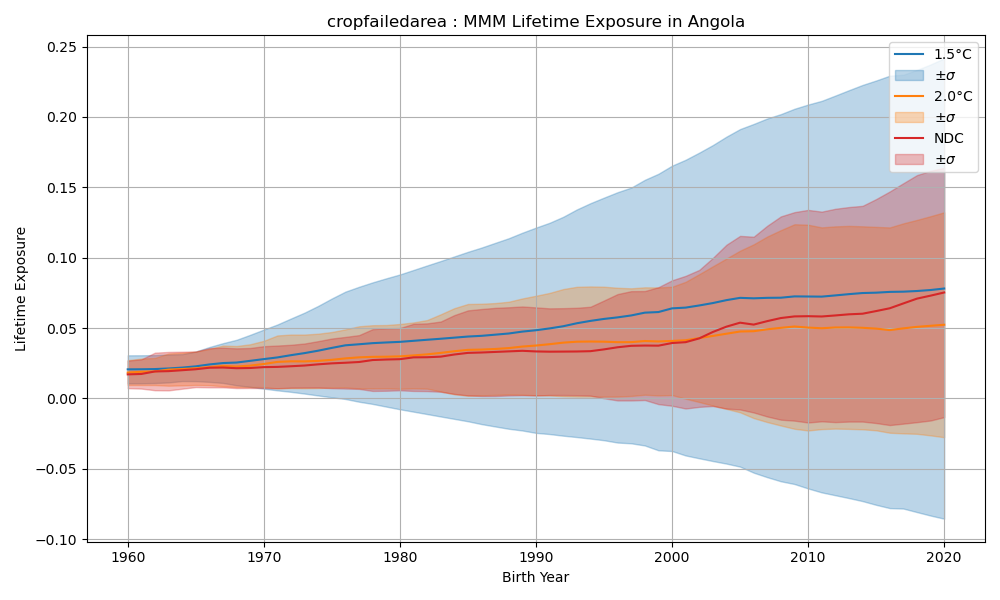 cropfailedarea : MMM Lifetime Exposure in Angola
Lifetime Exposure
0.25
0.20
0.15
0.10
0.05
0.00
−0.05
−0.10
1960 1970 1980 1990 2000 2010 2020
Birth Year
1.5°C
±σ
2.0°C
±σ
NDC
±σ